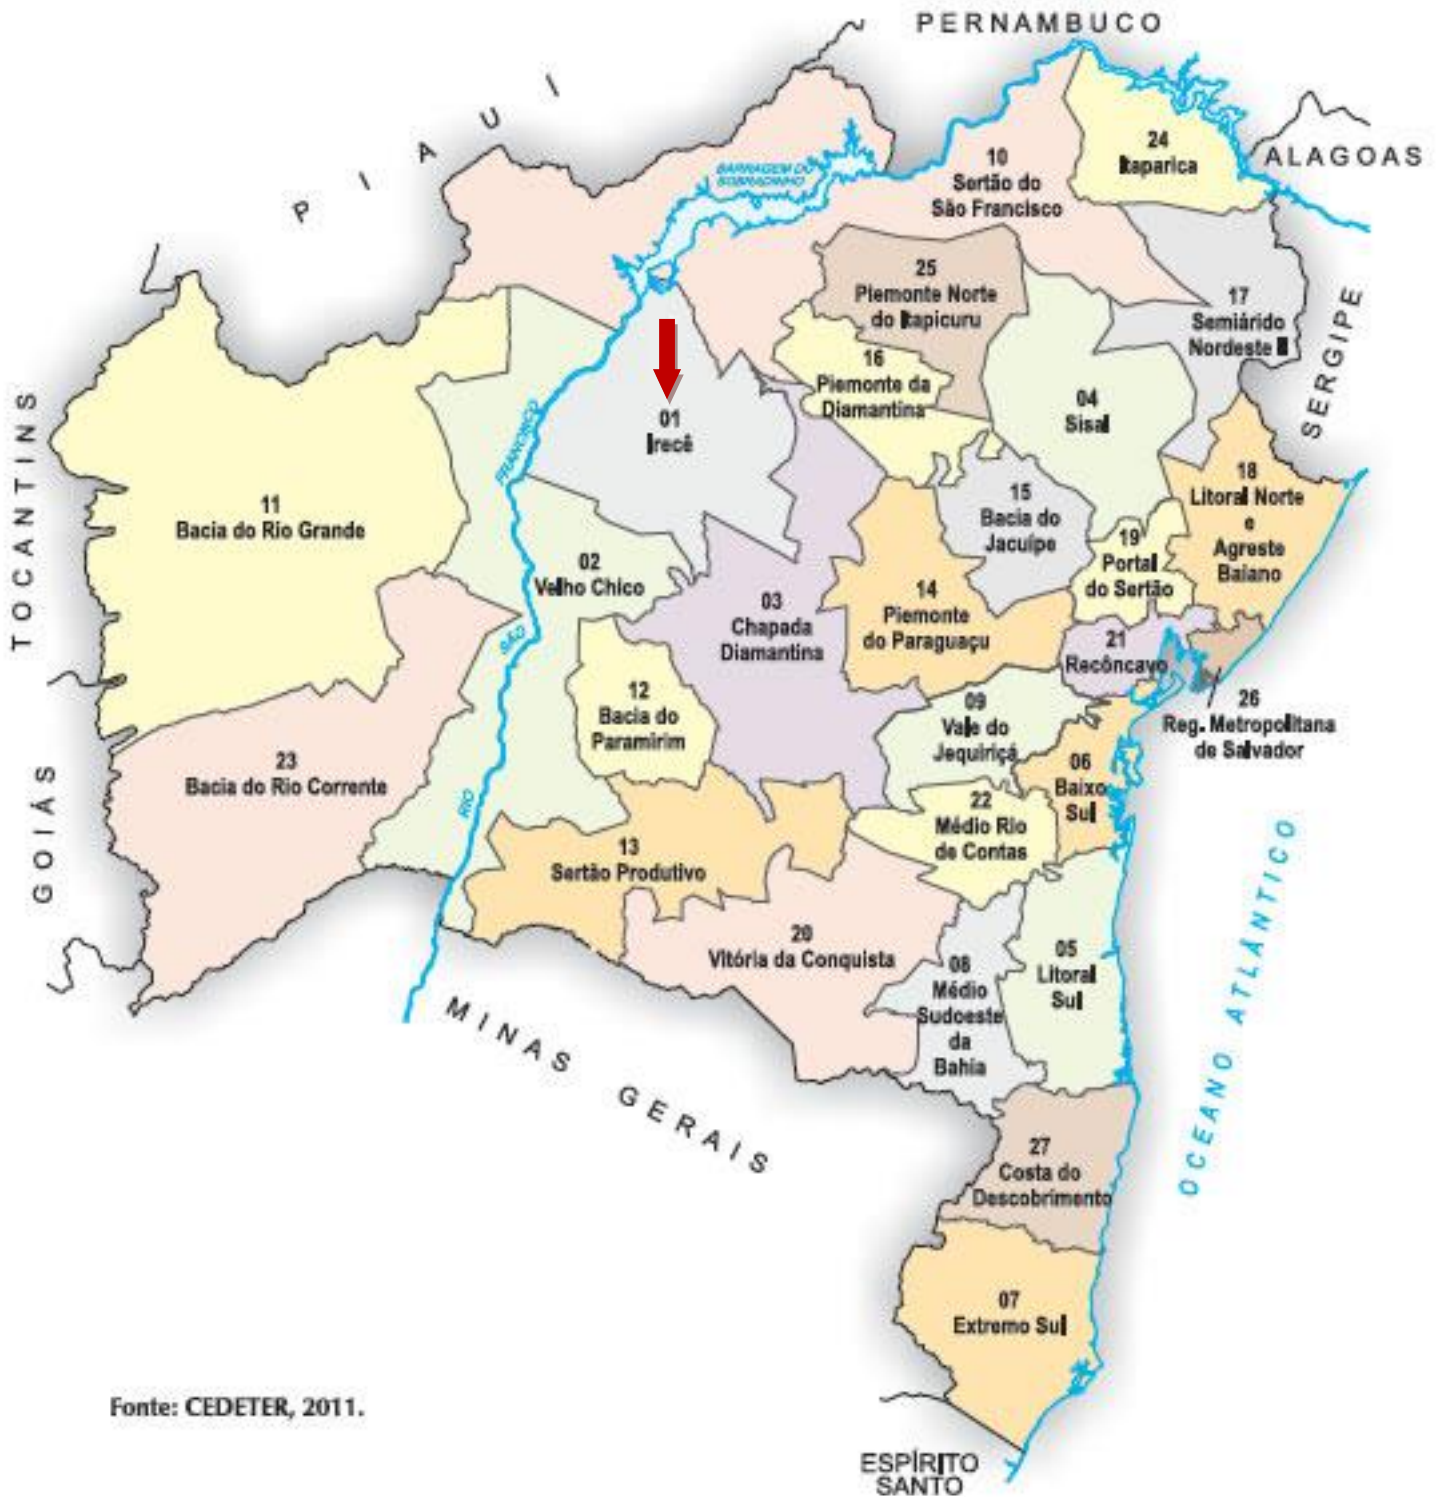 PERNAMBUCO
PIAUI
ALAGOAS
SERGIPE
TOCANTINS
GOIÁS
MINAS GERAIS
ESPÍRITO
SANTO
OCEANO ATLÂNTICO
BARRAGEM DO
SOBRADINHO
RIO
SÃO
FRANCISCO
24
Itaparica
10
Sertão do
São Francisco
25
Piemonte Norte
do Itapicuru
17
Semiárido
Nordeste II
16
Piemonte da
Diamantina
04
Sisal
01
Irecê
11
Bacia do Rio Grande
15
Bacia do
Jacuípe
18
Litoral Norte
e
Agreste
Baiano
19
Portal
do Sertão
02
Velho Chico
03
Chapada
Diamantina
14
Piemonte
do Paraguaçu
21
Recôncavo
26
Reg. Metropolitana
de Salvador
12
Bacia do
Paramirim
09
Vale do
Jequiriçá
06
Baixo
Sul
23
Bacia do Rio Corrente
22
Médio Rio
de Contas
13
Sertão Produtivo
20
Vitória da Conquista
08
Médio
Sudoeste
da
Bahia
05
Litoral
Sul
27
Costa do
Descobrimento
07
Extremo Sul
Fonte: CEDETER, 2011.